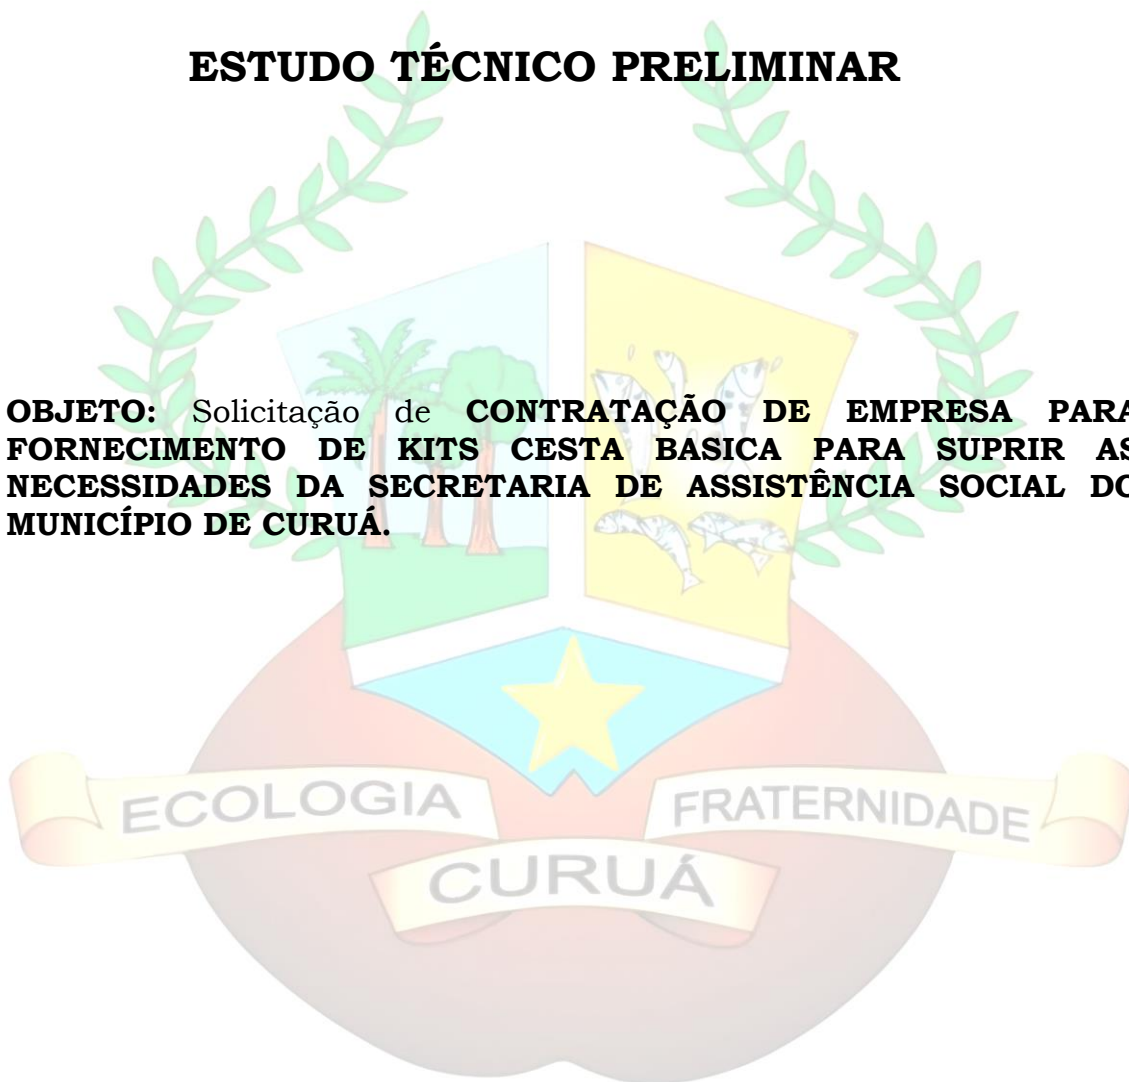 ESTUDO TÉCNICO PRELIMINAR
OBJETO: Solicitação de CONTRATAÇÃO DE EMPRESA PARA
FORNECIMENTO DE KITS CESTA BASICA PARA SUPRIR AS
NECESSIDADES DA SECRETARIA DE ASSISTÊNCIA SOCIAL DO
MUNICÍPIO DE CURUÁ.
ECOLOGIA
FRATERNIDADE
CURUÁ